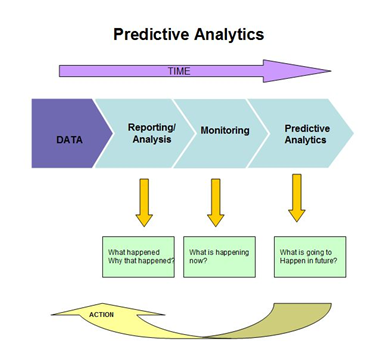 Predictive Analytics
TIME
DATA
Reporting/
Analysis
Monitoring
Predictive
Analytics
What happened
Why that happened?
What is happening
now?
What is going to
Happen in future?
ACTION